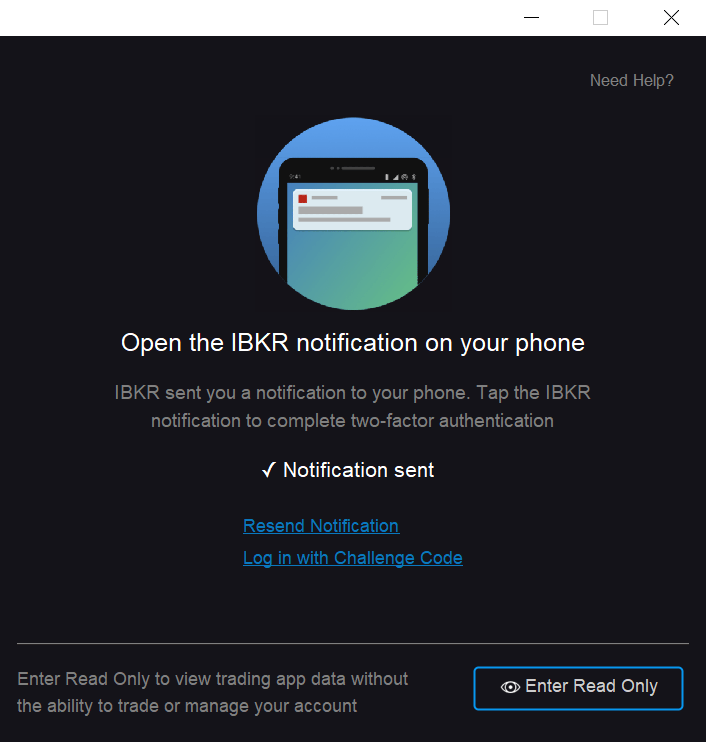 Need Help?
9:41
Open the IBKR notification on your phone
IBKR sent you a notification to your phone. Tap the IBKR
notification to complete two-factor authentication
✓ Notification sent
Resend Notification
Log in with Challenge Code
Enter Read Only to view trading app data without
the ability to trade or manage your account
Enter Read Only